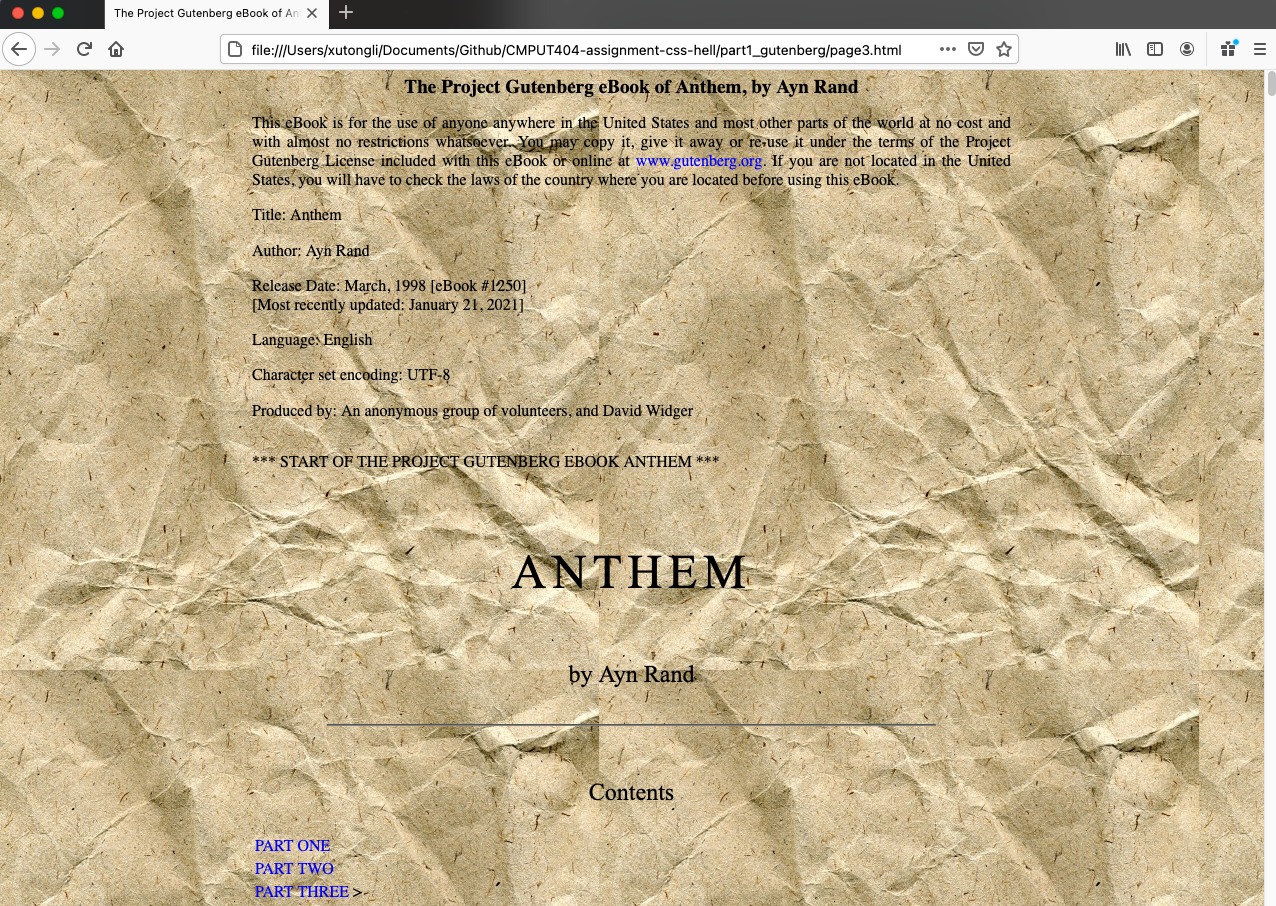 The Project Gutenberg eBook of An
file:///Users/xutongli/Documents/Github/CMPUT404-assignment-css-hell/part1_gutenberg/page3.html
The Project Gutenberg eBook of Anthem, by Ayn Rand
This eBook is for the use of anyone anywhere in the United States and most other parts of the world at no cost and
with almost no restrictions whatsoever. You may copy it, give it away or re-use it under the terms of the Project
Gutenberg License included with this eBook or online at www.gutenberg.org. If you are not located in the United
States, you will have to check the laws of the country where you are located before using this eBook.
Title: Anthem
Author: Ayn Rand
Release Date: March, 1998 [eBook #1250]
[Most recently updated: January 21, 2021]
Language: English
Character set encoding: UTF-8
Produced by: An anonymous group of volunteers, and David Widger
*** START OF THE PROJECT GUTENBERG EBOOK ANTHEM ***
ANTHEM
by Ayn Rand
Contents
PART ONE
PART TWO
PART THREE >